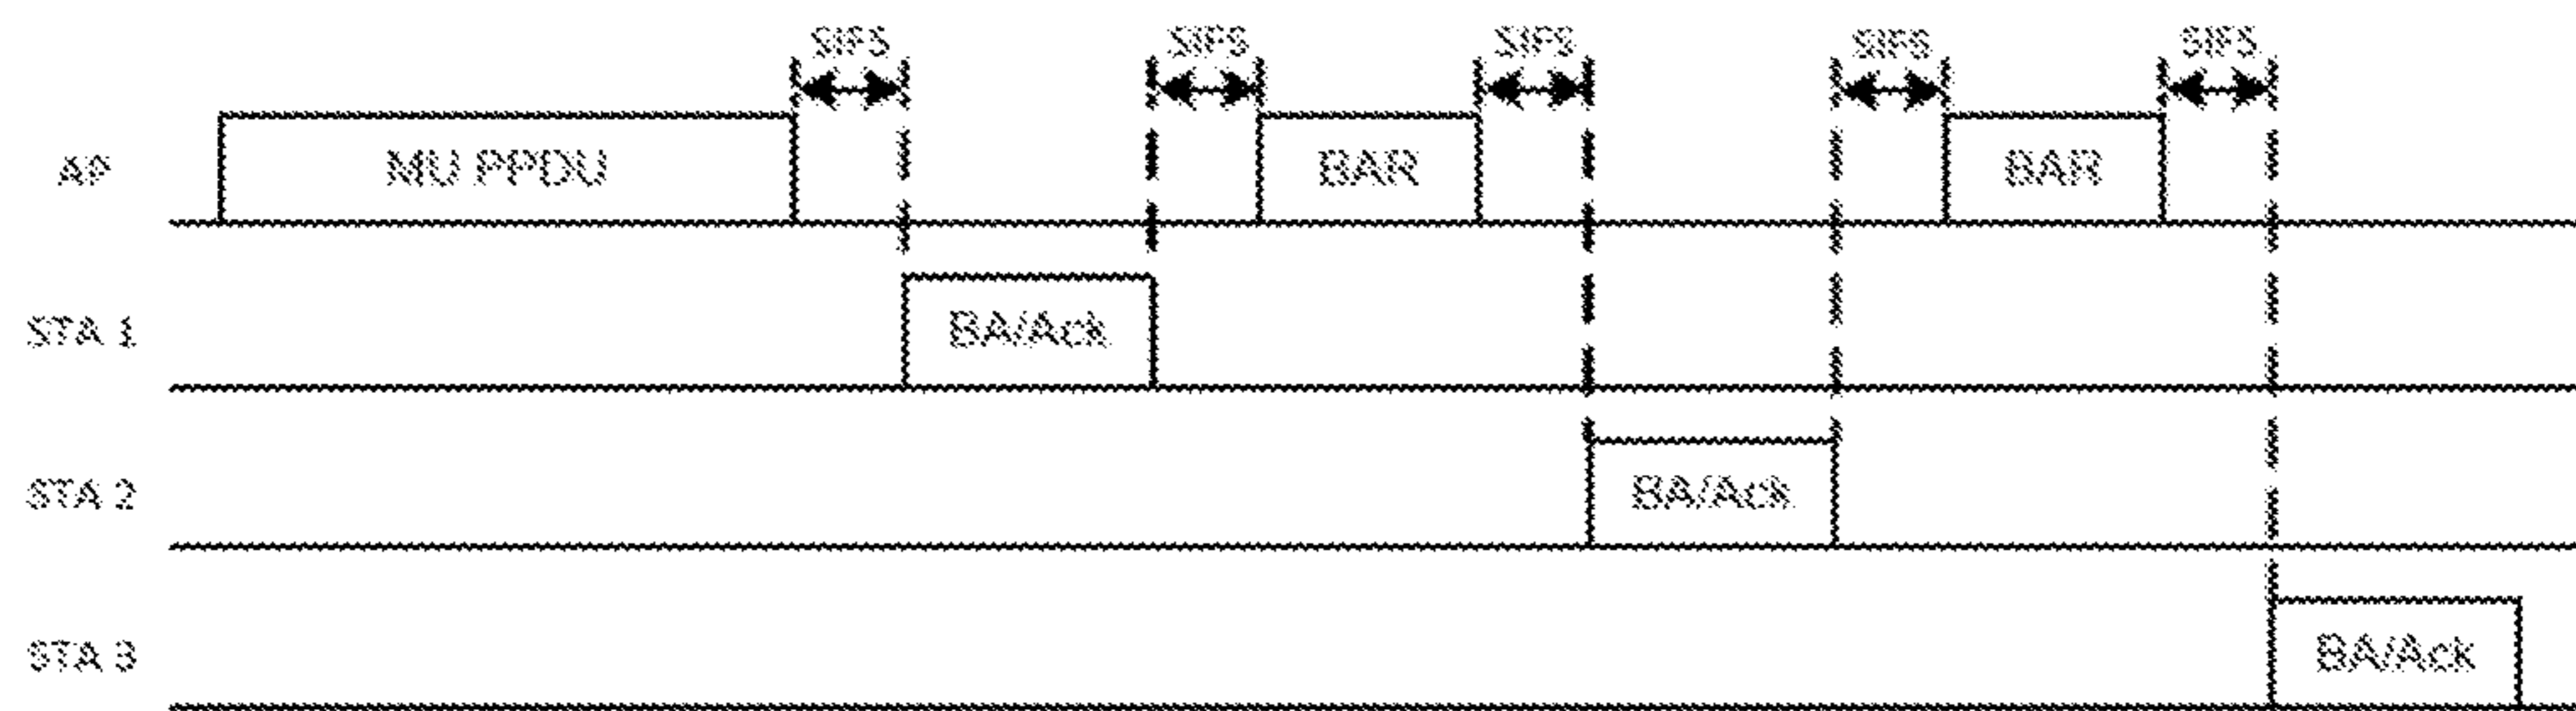 SIFS SIFS SIFS SIFS SIFS
AP MU PPDU BAR BAR
STA 1 BA/Ack
STA 2 BA/Ack
STA 3 BA/Ack